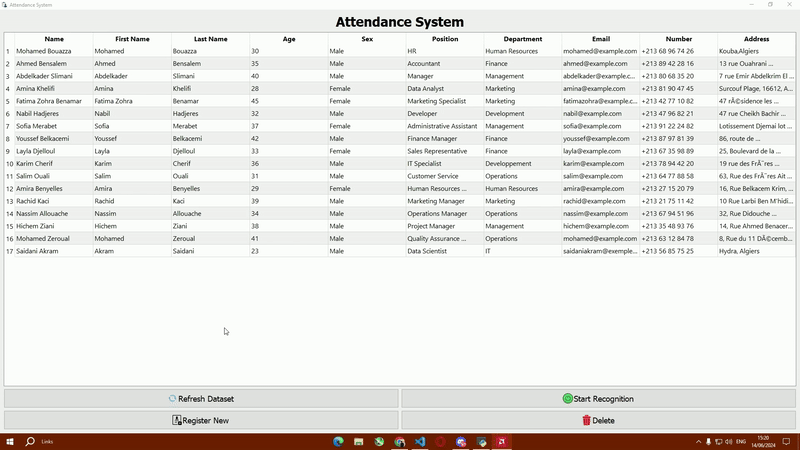 Attendance System
Attendance System
Name First Name Last Name Age Sex Position Department Email Number Address
1 Mohamed Bouazza Mohamed Bouazza 30 Male HR Human Resources mohamed@example.com +213 68 96 74 26 Kouba,Algiers
2 Ahmed Bensalem Ahmed Bensalem 35 Male Accountant Finance ahmed@example.com +213 89 42 28 16 13 rue Ouahrani ...
3 Abdelkader Slimani Abdelkader Slimani 40 Male Manager Management abdelkader@example.c... +213 80 68 35 20 7 rue Emir Abdelkrim El ...
4 Amina Khelifi Amina Khelifi 28 Female Data Analyst Marketing amina@example.com +213 81 90 47 45 Surcouf Plage, 16612, A...
5 Fatima Zohra Benamar Fatima Zohra Benamar 45 Female Marketing Specialist Marketing fatimazohra@example.c... +213 42 77 10 82 47 rÃ©sidence les ...
6 Nabil Hadjeres Nabil Hadjeres 32 Male Developer Development nabil@example.com +213 47 96 82 21 47 rue Cheikh Bachir ...
7 Sofia Merabet Sofia Merabet 37 Female Administrative Assistant Management sofia@example.com +213 91 22 24 82 Lotissement Djemai lot ...
8 Youssef Belkacemi Youssef Belkacemi 42 Male Finance Manager Finance youssef@example.com +213 87 97 81 39 86, route de ...
9 Layla Djelloul Layla Djelloul 33 Female Sales Representative Finance layla@example.com +213 67 35 98 89 25, Boulevard de la ...
10 Karim Cherif Karim Cherif 36 Male IT Specialist Developpement karim@example.com +213 78 94 42 20 19 rue des FrÃ¨res ...
11 Salim Ouali Salim Ouali 31 Male Customer Service Operations salim@example.com +213 64 77 88 58 63, Rue des FrÃ¨res Ait ...
12 Amira Benyelles Amira Benyelles 29 Female Human Resources ... Human Resources amira@example.com +213 27 15 20 79 16, Rue Belkacem Krim, ...
13 Rachid Kaci Rachid Kaci 39 Male Marketing Manager Marketing rachid@example.com +213 21 75 11 42 10 Rue Larbi Ben M'hidi...
14 Nassim Allouache Nassim Allouache 34 Male Operations Manager Operations nassim@example.com +213 67 94 51 96 32, Rue Didouche ...
15 Hichem Ziani Hichem Ziani 38 Male Project Manager Management hichem@example.com +213 35 48 93 76 14, Rue Ahmed Benacer...
16 Mohamed Zeroual Mohamed Zeroual 41 Male Quality Assurance ... Operations mohamed@example.com +213 63 12 84 78 8, Rue du 11 DÃ©cemb...
17 Saidani Akram Akram Saidani 23 Male Data Scientist IT saidaniakram@exemple... +213 56 85 75 25 Hydra, Algiers
Refresh Dataset Start Recognition
Register New Delete
Links ENG 15:20
14/06/2024